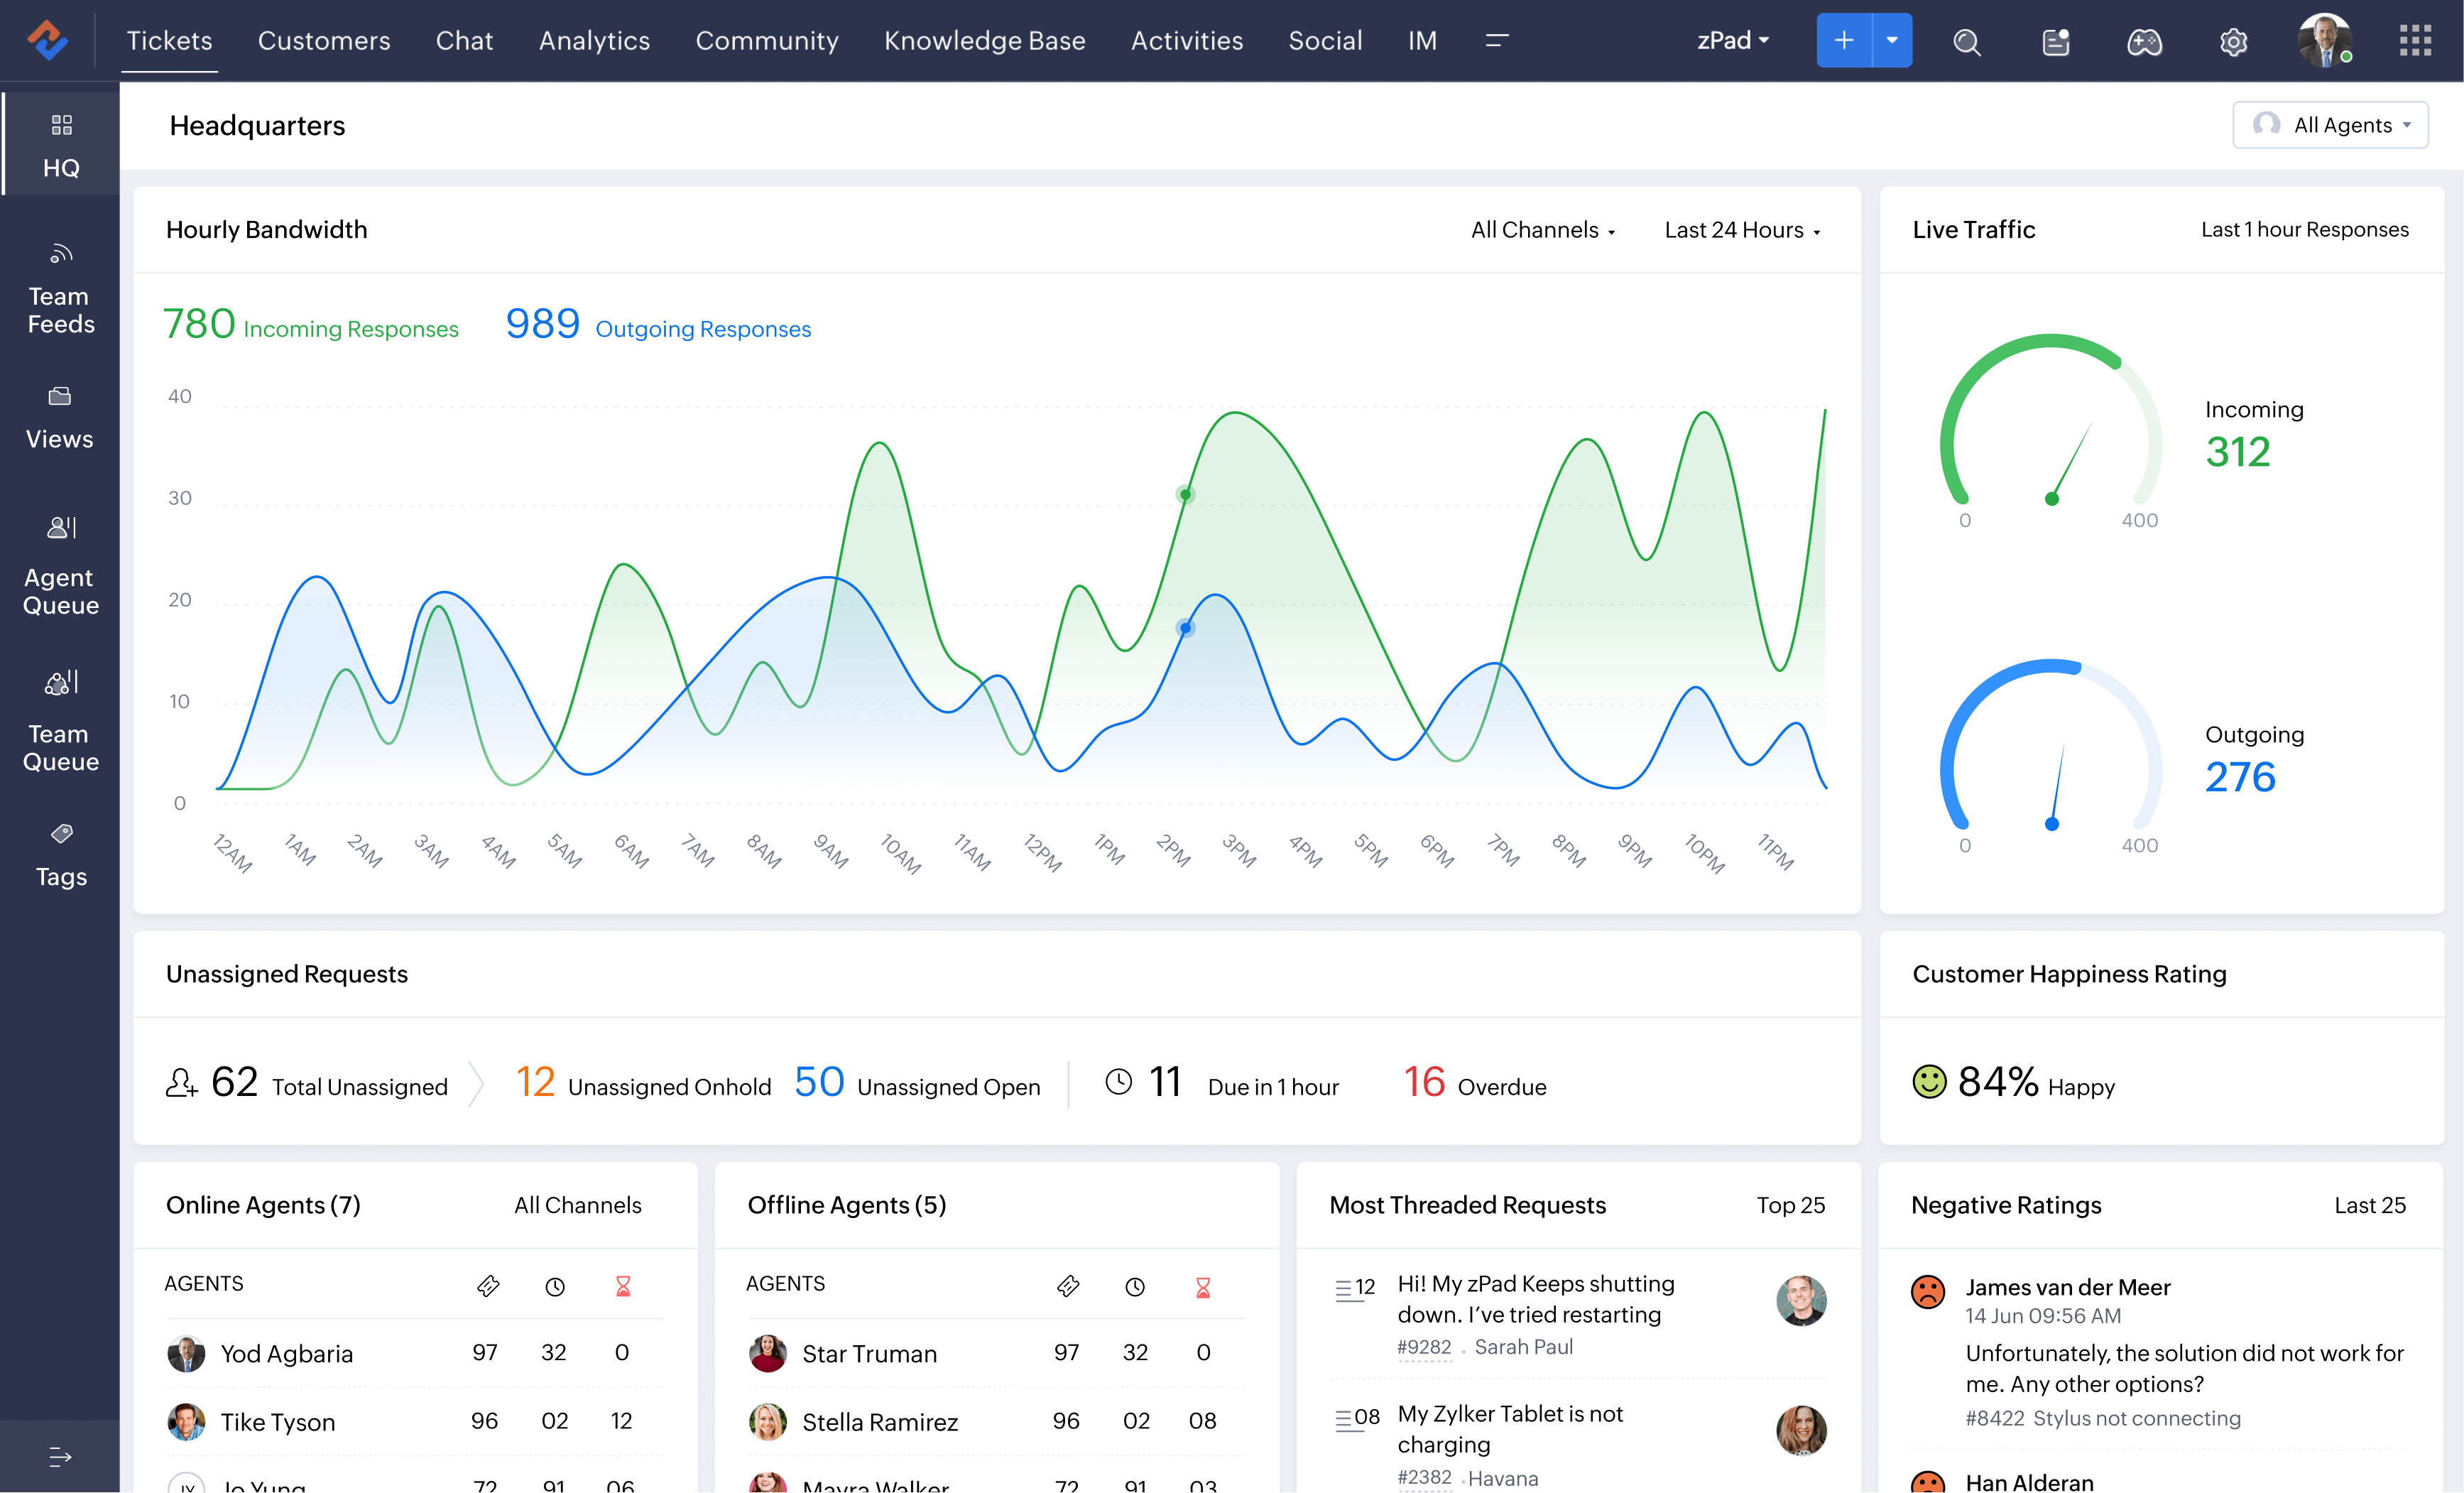 Tickets Customers Chat Analytics Community Knowledge Base Activities Social IM zPad
HQ
Team
Feeds
Views
Agent
Queue
Team
Queue
Tags
Headquarters All Agents
Hourly Bandwidth All Channels Last 24 Hours
780 Incoming Responses 989 Outgoing Responses
40
30
20
10
0
12AM 1AM 2AM 3AM 4AM 5AM 6AM 7AM 8AM 9AM 10AM 11AM 12PM 1PM 2PM 3PM 4PM 5PM 6PM 7PM 8PM 9PM 10PM 11PM
Live Traffic Last 1 hour Responses
Incoming
312
0 400
Outgoing
276
0 400
Unassigned Requests
62 Total Unassigned 12 Unassigned Onhold 50 Unassigned Open 11 Due in 1 hour 16 Overdue
Customer Happiness Rating
84% Happy
Online Agents (7) All Channels
AGENTS
Yod Agbaria 97 32 0
Tike Tyson 96 02 12
JY Jo Yung 72 91 06
Offline Agents (5)
AGENTS
Star Truman 97 32 0
Stella Ramirez 96 02 08
Mayra Walker 72 91 03
Most Threaded Requests Top 25
12 Hi! My zPad Keeps shutting
down. I’ve tried restarting
#9282 . Sarah Paul
08 My Zylker Tablet is not
charging
#2382 . Havana
Negative Ratings Last 25
James van der Meer
14 Jun 09:56 AM
Unfortunately, the solution did not work for
me. Any other options?
#8422 Stylus not connecting
Han Alderan